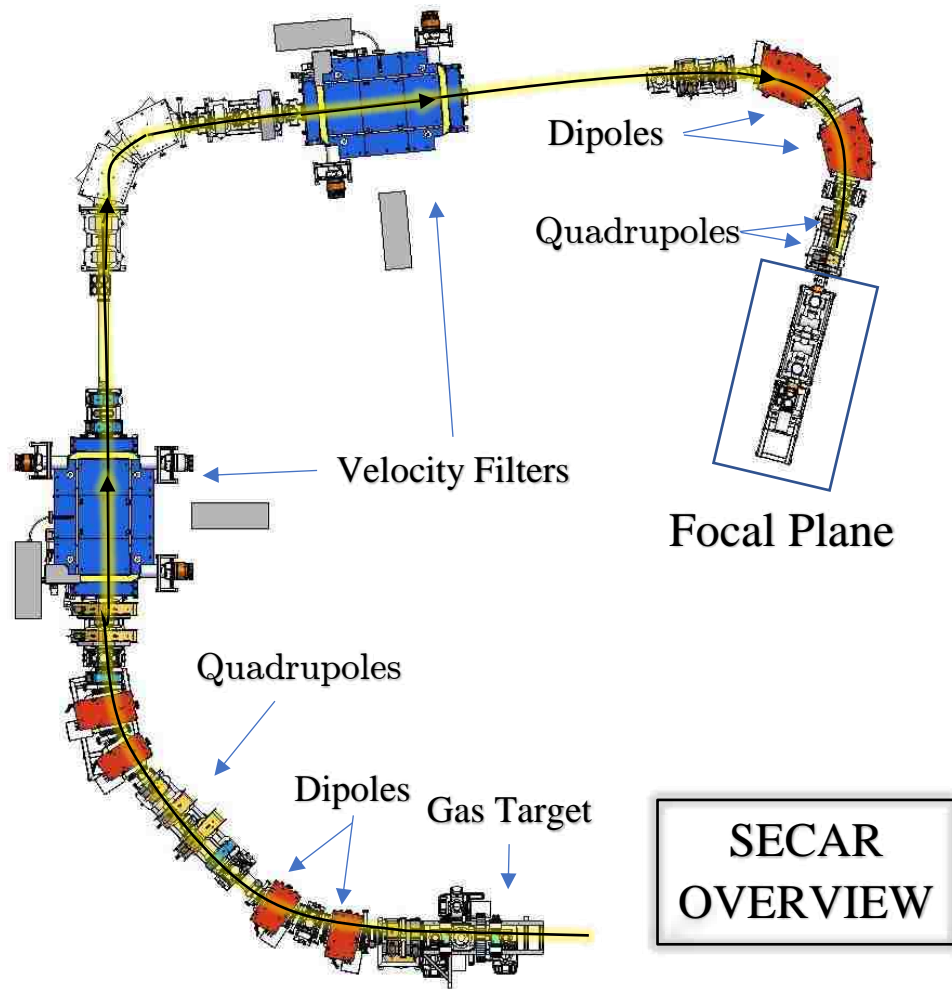 Dipoles
Quadrupoles
Velocity Filters
Focal Plane
Quadrupoles
Dipoles
Gas Target
SECAR
OVERVIEW